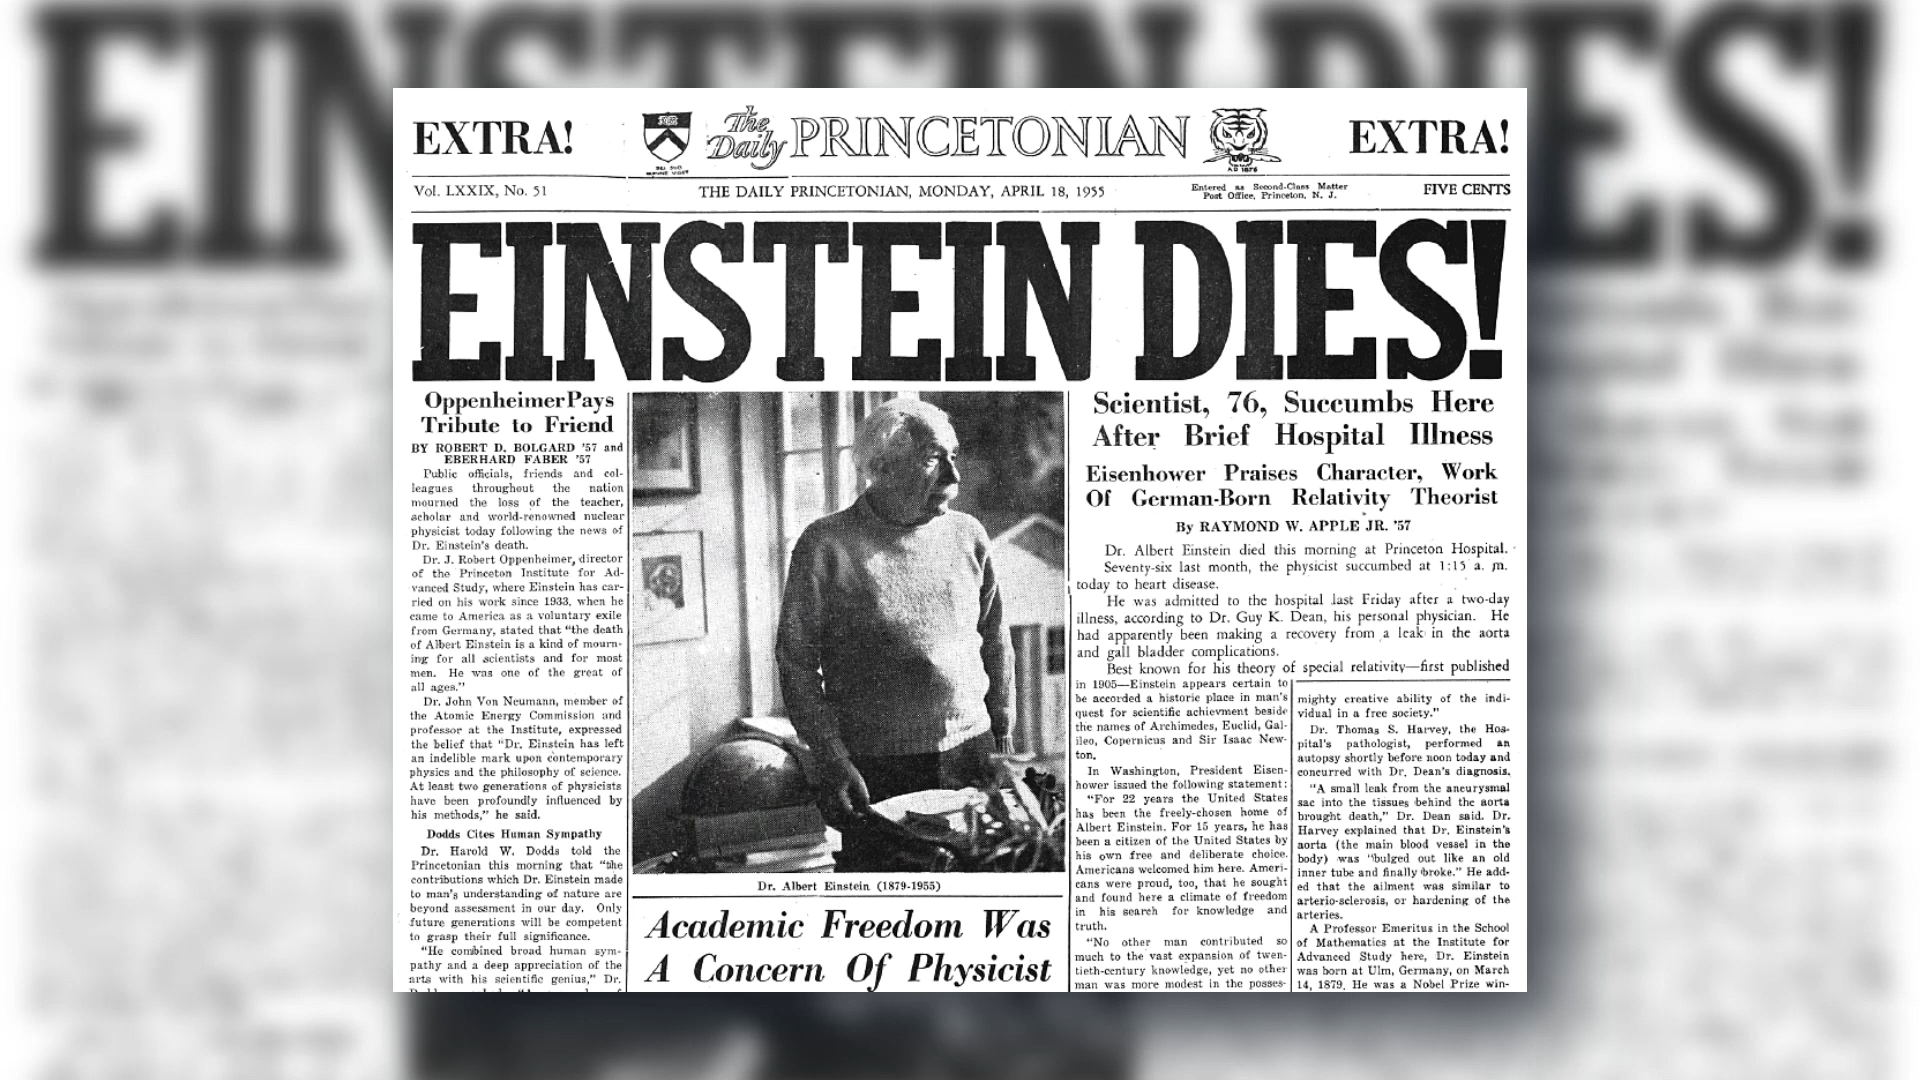 EXTRA!
The Daily PRINCETONIAN
EXTRA!
Vol. LXXIX, No. 51
THE DAILY PRINCETONIAN, MONDAY, APRIL 18, 1955
Entered as Second-Class Matter
Post Office, Princeton, N. J.
FIVE CENTS
EINSTEIN DIES!
Oppenheimer Pays
Tribute to Friend
BY ROBERT D. BOLGARD '57 and
EBERHARD FABER '57
Public officials, friends and col-
leagues throughout the nation
mourned the loss of the teacher,
scholar and world-renowned nuclear
physicist today following the news of
Dr. Einstein's death.
Dr. J. Robert Oppenheimer, director
of the Princeton Institute for Ad-
vanced Study, where Einstein has car-
ried on his work since 1933, when he
came to America as a voluntary exile
from Germany, stated that "the death
of Albert Einstein is a kind of mourn-
ing for all scientists and for most
men. He was one of the great of
all ages."
Dr. John Von Neumann, member of
the Atomic Energy Commission and
professor at the Institute, expressed
the belief that "Dr. Einstein has left
an indelible mark upon contemporary
physics and the philosophy of science.
At least two generations of physicists
have been profoundly influenced by
his methods," he said.
Dodds Cites Human Sympathy
Dr. Harold W. Dodds told the
Princetonian this morning that "the
contributions which Dr. Einstein made
to man's understanding of nature are
beyond assessment in our day. Only
future generations will be competent
to grasp their full significance.
"He combined broad human sym-
pathy and a deep appreciation of the
arts with his scientific genius," Dr.
Dr. Albert Einstein (1879-1955)
Academic Freedom Was
A Concern Of Physicist
Scientist, 76, Succumbs Here
After Brief Hospital Illness
Eisenhower Praises Character, Work
Of German-Born Relativity Theorist
By RAYMOND W. APPLE JR. '57
Dr. Albert Einstein died this morning at Princeton Hospital.
Seventy-six last month, the physicist succumbed at 1:15 a. m.
today to heart disease.
He was admitted to the hospital last Friday after a two-day
illness, according to Dr. Guy K. Dean, his personal physician. He
had apparently been making a recovery from a leak in the aorta
and gall bladder complications.
Best known for his theory of special relativity—first published
in 1905—Einstein appears certain to
be accorded a historic place in man's
quest for scientific achievment beside
the names of Archimedes, Euclid, Gal-
ileo, Copernicus and Sir Isaac New-
ton.
In Washington, President Eisen-
hower issued the following statement:
"For 22 years the United States
has been the freely-chosen home of
Albert Einstein. For 15 years, he has
been a citizen of the United States by
his own free and deliberate choice.
Americans welcomed him here. Ameri-
cans were proud, too, that he sought
and found here a climate of freedom
in his search for knowledge and
truth.
"No other man contributed so
much to the vast expansion of twen-
tieth-century knowledge, yet no other
man was more modest in the posses-
mighty creative ability of the indi-
vidual in a free society."
Dr. Thomas S. Harvey, the Hos-
pital's pathologist, performed an
autopsy shortly before noon today and
concurred with Dr. Dean's diagnosis.
"A small leak from the aneurysmal
sac into the tissues behind the aorta
brought death," Dr. Dean said. Dr.
Harvey explained that Dr. Einstein's
aorta (the main blood vessel in the
body) was "bulged out like an old
inner tube and finally broke." He add-
ed that the ailment was similar to
arterio-sclerosis, or hardening of the
arteries.
A Professor Emeritus in the School
of Mathematics at the Institute for
Advanced Study here, Dr. Einstein
was born at Ulm, Germany, on March
14, 1879. He was a Nobel Prize win-